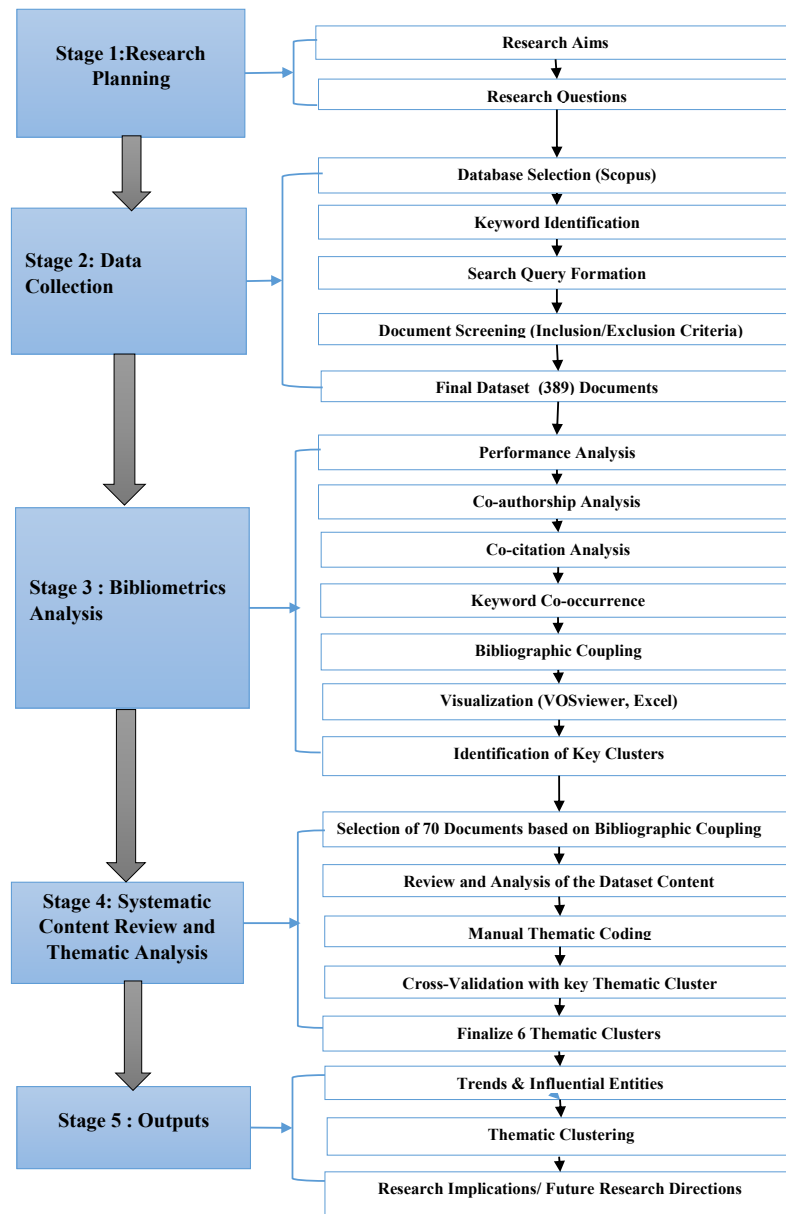 Stage 1:Research
Planning
Research Aims
Research Ouestions
Stage 2: Data
Collection
Database Selection (Scopus)
Keyword Identification
Search Query Formation
Document Screening (Inclusion/Exclusion Criteria)
Final Dataset (389) Documents
Stage 3 : Bibliometrics
Analysis
Performance Analysis
Co-authorship Analysis
Co-citation Analysis
Keyword Co-occurrence
Bibliographic Coupling
Visualization (VOSviewer, Excel)
Identification of Key Clusters
Stage 4: Systematic
Content Review and
Thematic Analysis
Selection of 70 Documents based on Bibliographic Coupling
Review and Analysis of the Dataset Content
Manual Thematic Coding
Cross-Validation with key Thematic Cluster
Finalize 6 Thematic Clusters
Stage 5 : Outputs
Trends & Influential Entities
Thematic Clustering
Research Implications/ Future Research Directions